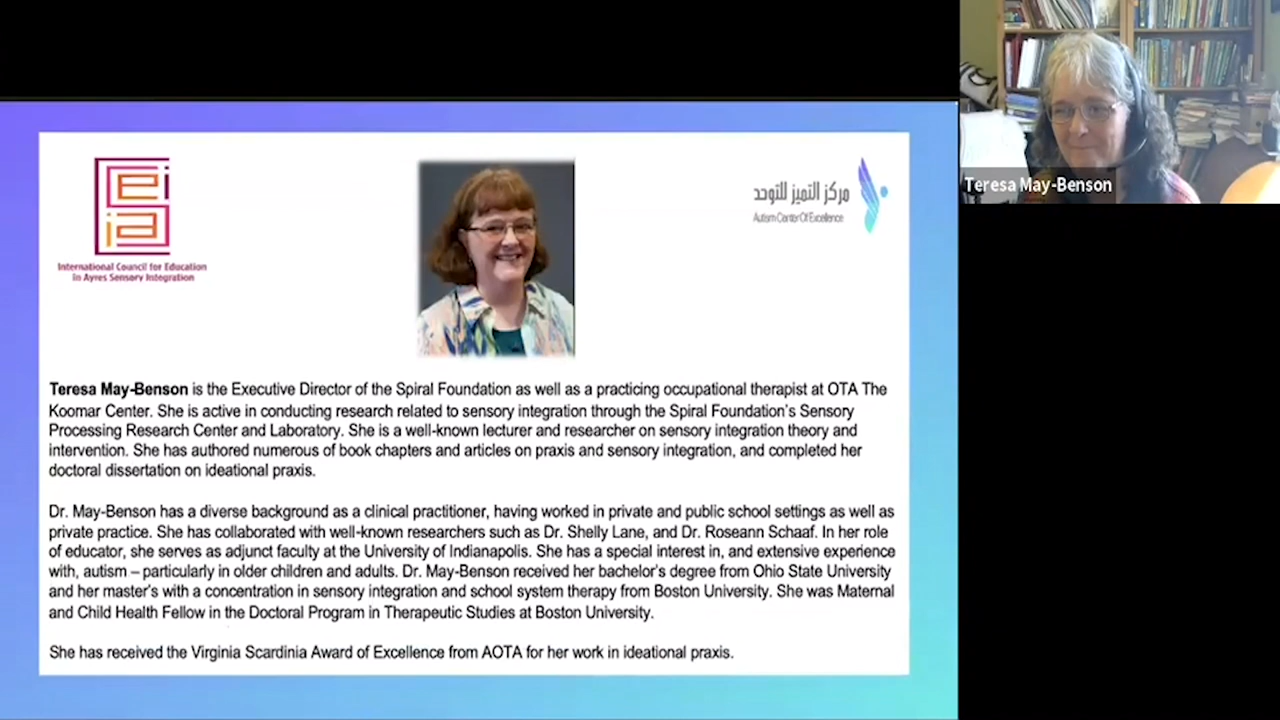 ei
ia
International Council for Education
in Ayres Sensory Integration
مركز التميز للتوحد
Autism Center Of Excellence
Teresa May-Benson
Teresa May-Benson is the Executive Director of the Spiral Foundation as well as a practicing occupational therapist at OTA The
Koomar Center. She is active in conducting research related to sensory integration through the Spiral Foundation's Sensory
Processing Research Center and Laboratory. She is a well-known lecturer and researcher on sensory integration theory and
intervention. She has authored numerous of book chapters and articles on praxis and sensory integration, and completed her
doctoral dissertation on ideational praxis.
Dr. May-Benson has a diverse background as a clinical practitioner, having worked in private and public school settings as well as
private practice. She has collaborated with well-known researchers such as Dr. Shelly Lane, and Dr. Roseann Schaaf. In her role
of educator, she serves as adjunct faculty at the University of Indianapolis. She has a special interest in, and extensive experience
with, autism – particularly in older children and adults. Dr. May-Benson received her bachelor's degree from Ohio State University
and her master's with a concentration in sensory integration and school system therapy from Boston University. She was Maternal
and Child Health Fellow in the Doctoral Program in Therapeutic Studies at Boston University.
She has received the Virginia Scardinia Award of Excellence from AOTA for her work in ideational praxis.